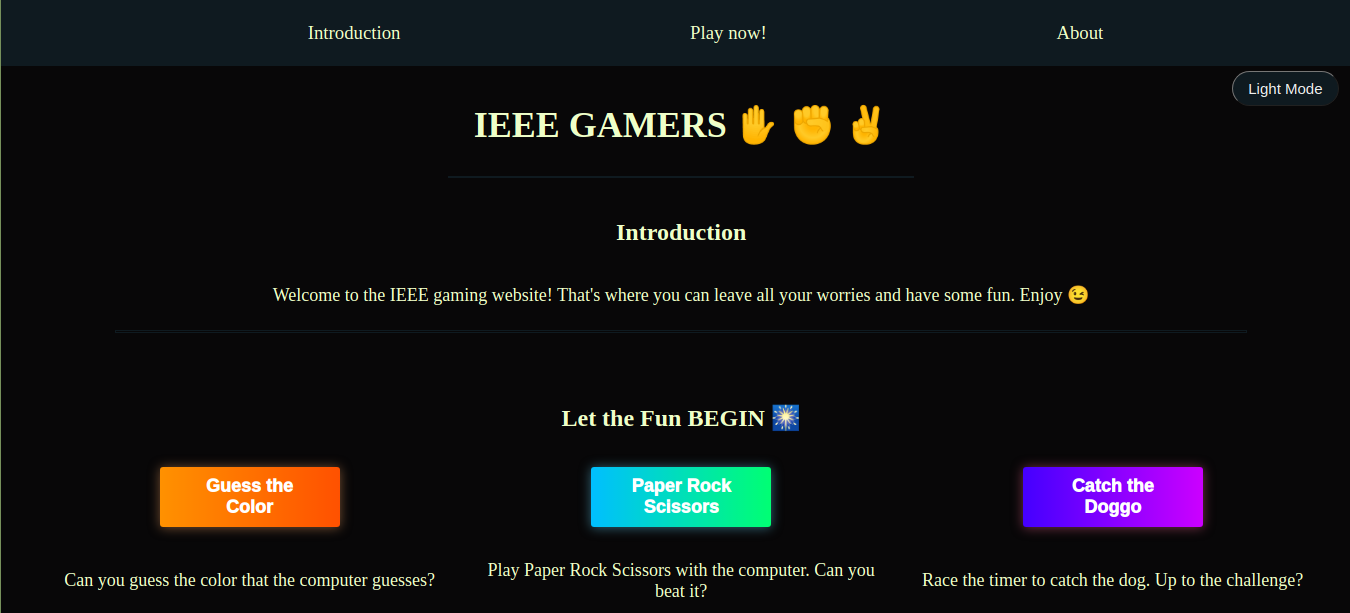 Introduction
Play now!
About
Light Mode
IEEE GAMERS ✋ ✊ ✌
Introduction
Welcome to the IEEE gaming website! That's where you can leave all your worries and have some fun. Enjoy 😉
Let the Fun BEGIN 🎇
Guess the
Color
Paper Rock
Scissors
Catch the
Doggo
Can you guess the color that the computer guesses?
Play Paper Rock Scissors with the computer. Can you
beat it?
Race the timer to catch the dog. Up to the challenge?